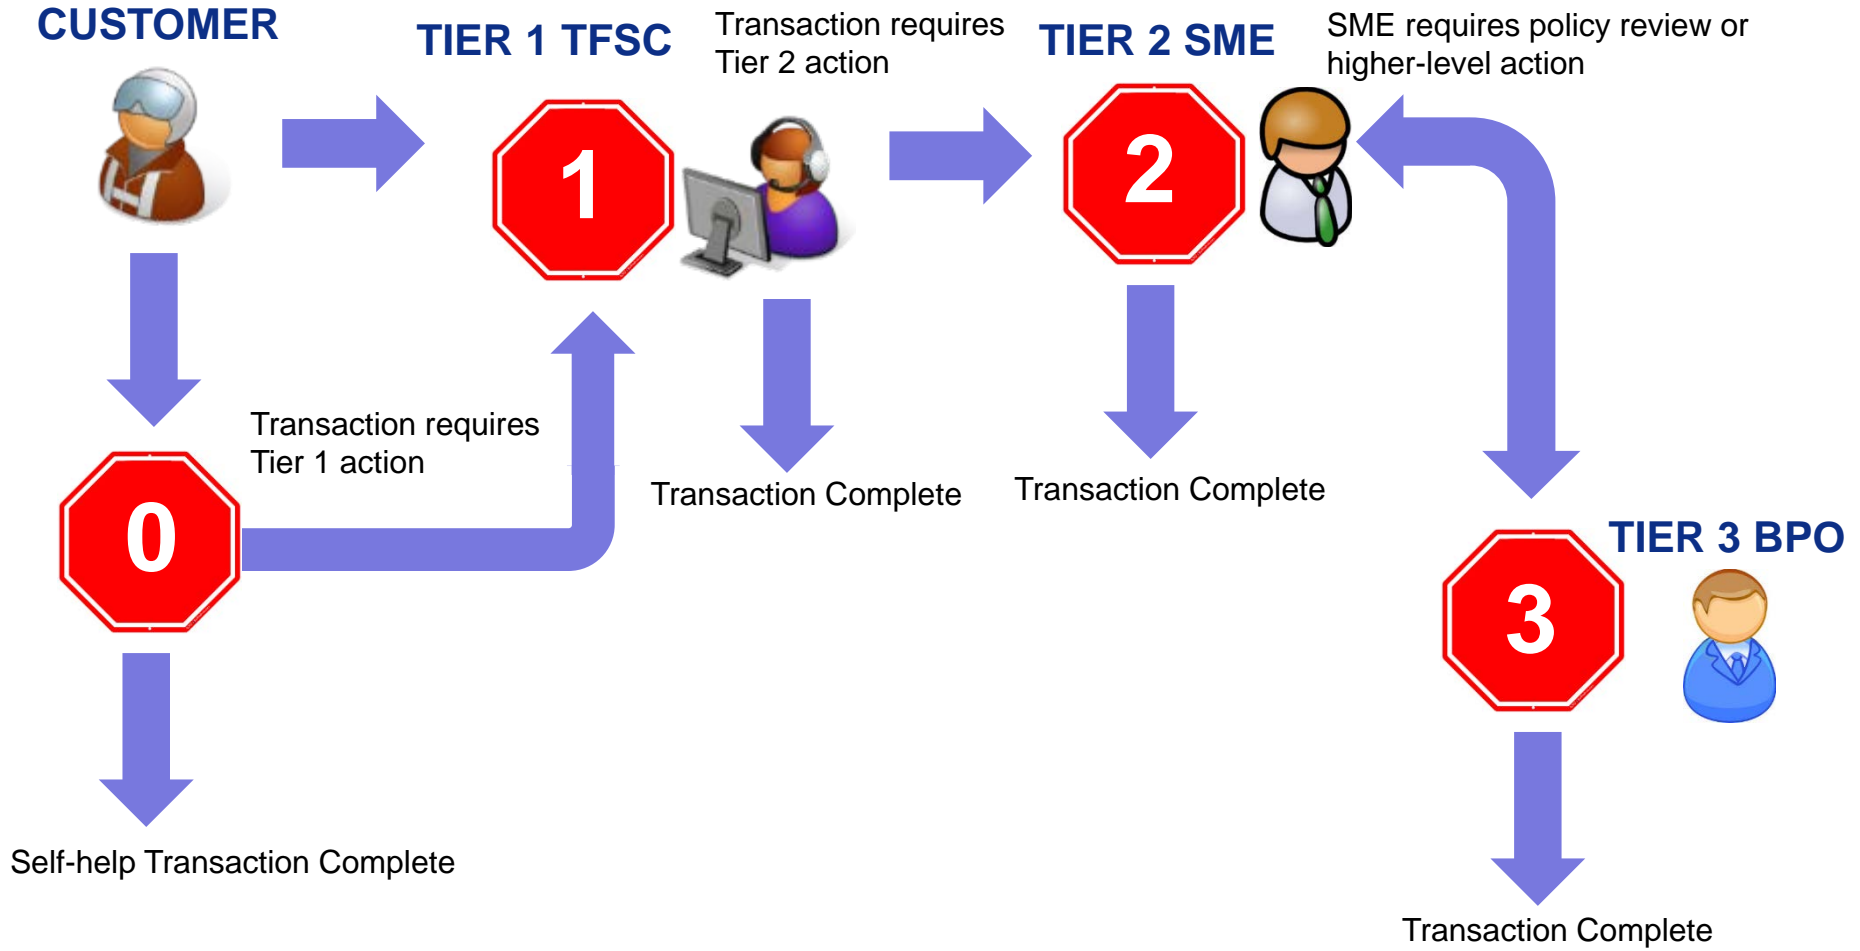 CUSTOMER
TIER 1 TFSC
Transaction requires
Tier 2 action
TIER 2 SME
SME requires policy review or
higher-level action
1
2
Transaction requires
Tier 1 action
0
Transaction Complete
Transaction Complete
TIER 3 BPO
3
Self-help Transaction Complete
Transaction Complete